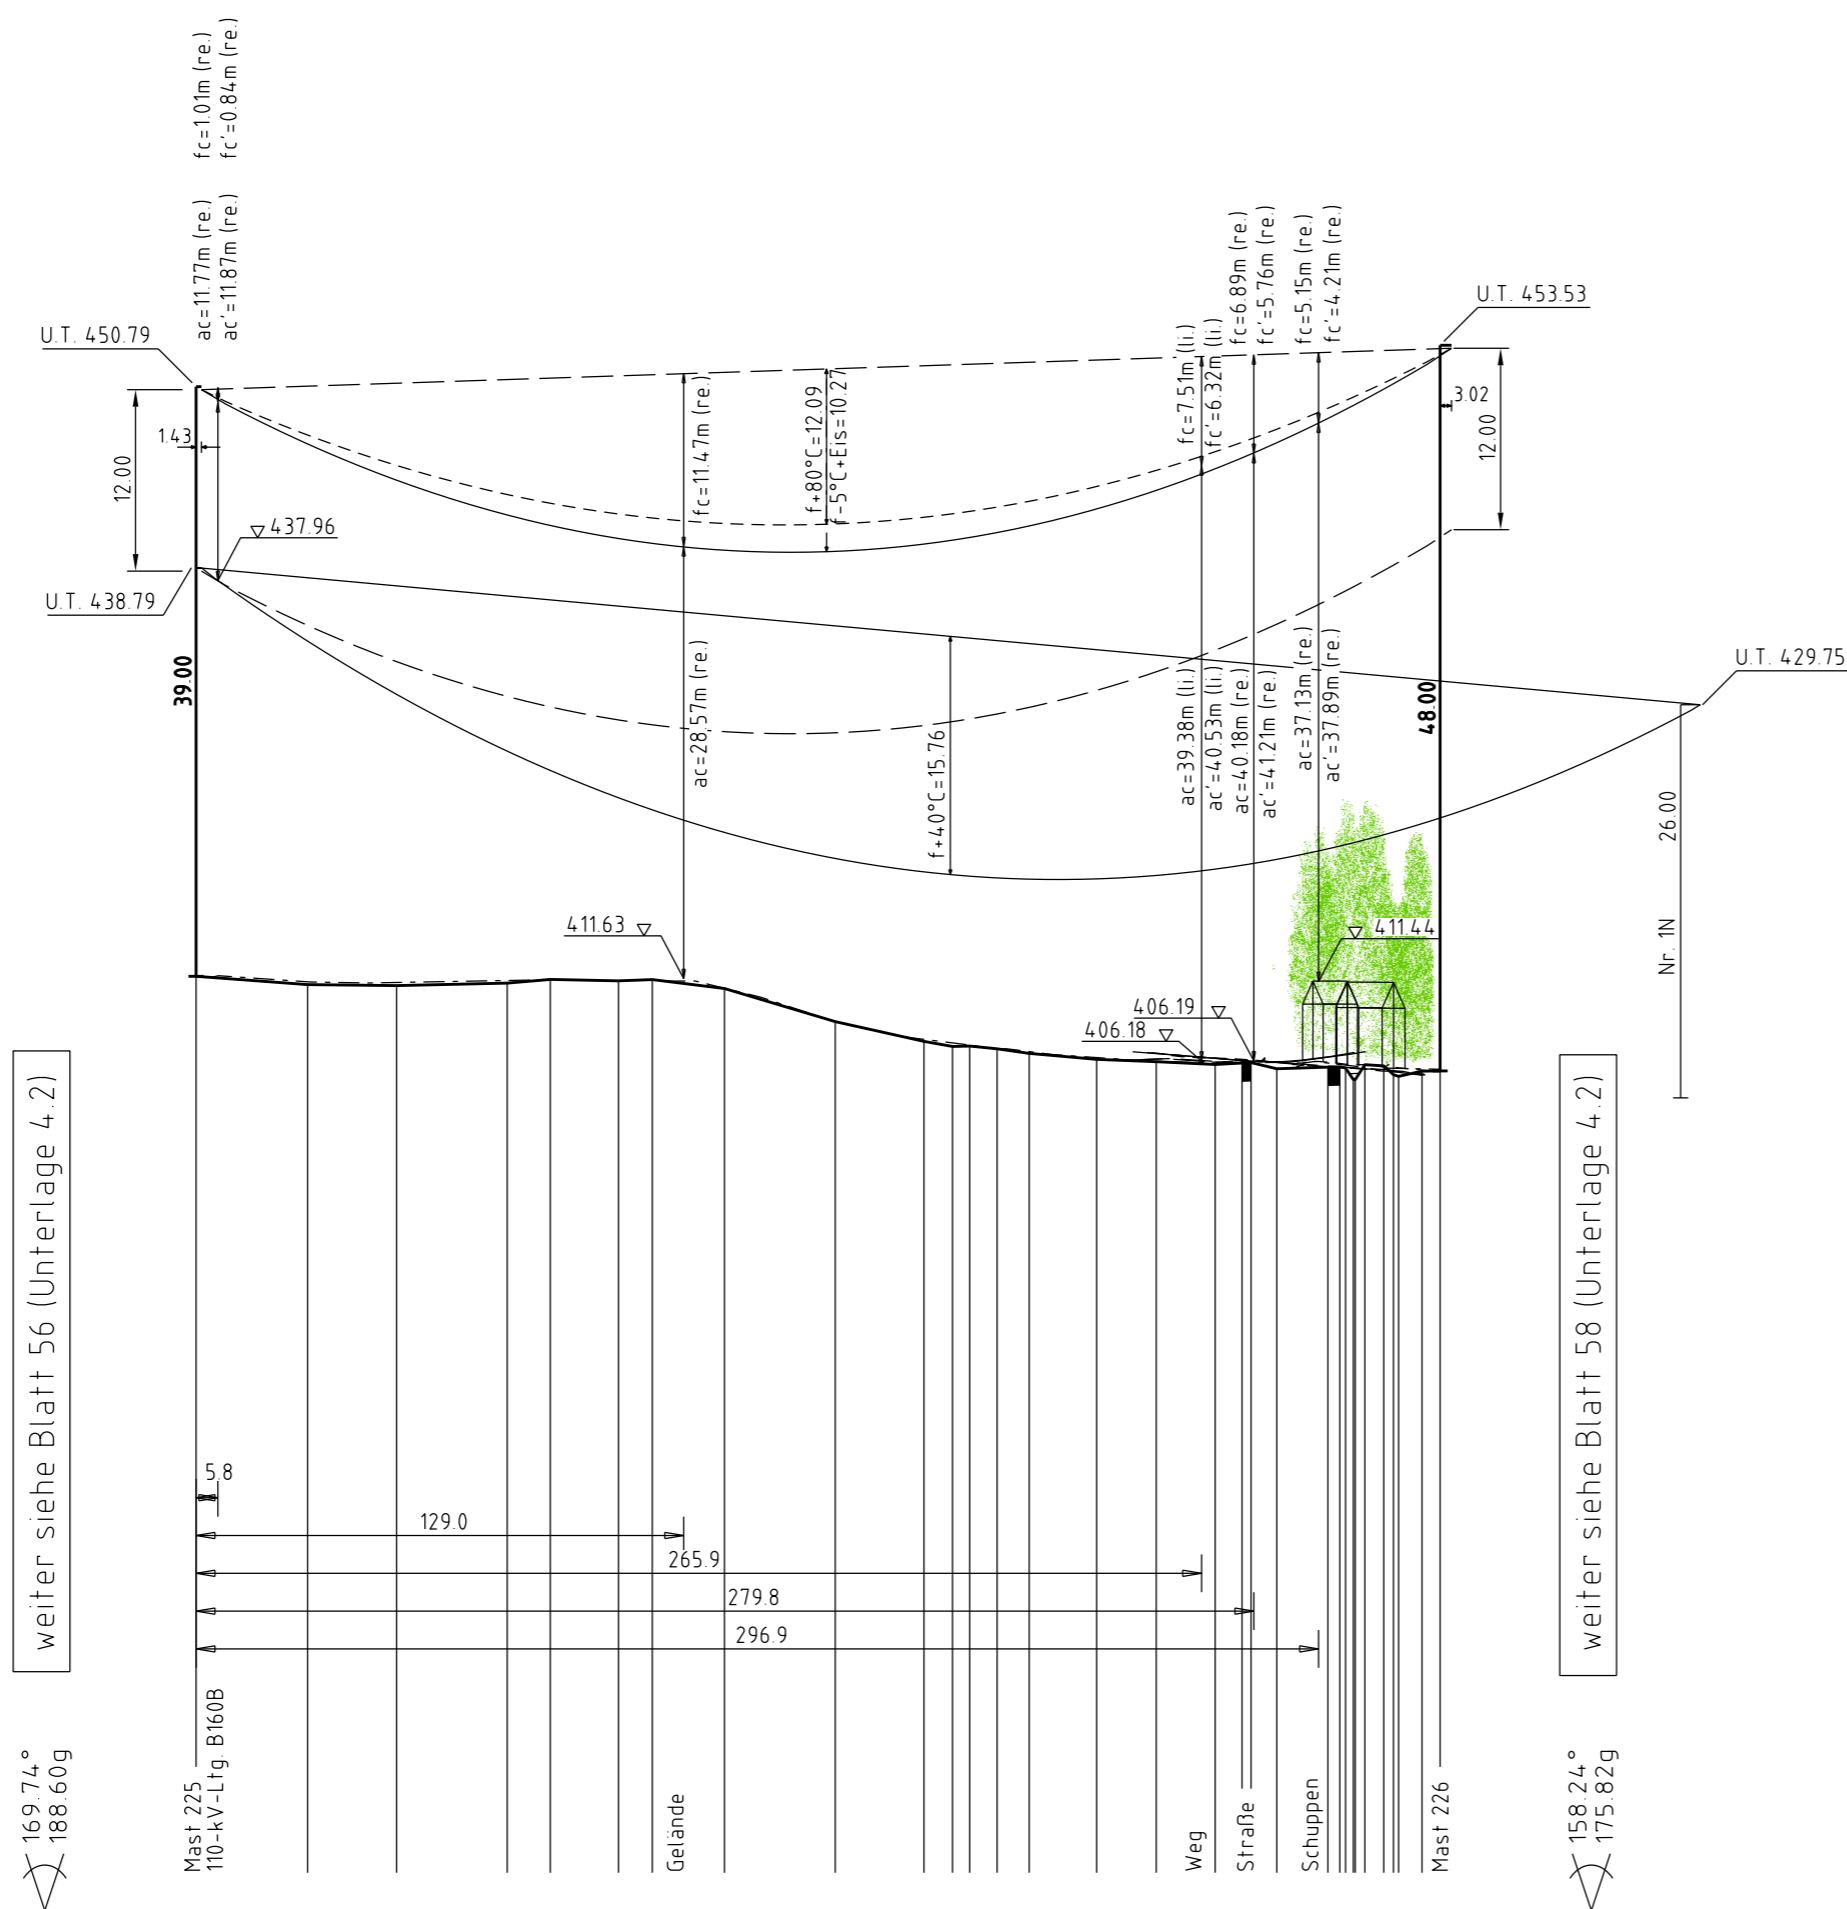 fc=1.01m (re.)
fc'=0.84m (re.)
ac=11.77m (re.)
ac'=11.87m (re.)
U.T. 450.79
U.T. 453.53
fc=11.47m (re.)
f+80°C=12.09
f-5°C+Eis=10.27
fc=7.51m (li.)
fc'=6.32m (li.)
fc=6.89m (re.)
fc'=5.76m (re.)
fc=5.15m (re.)
fc'=4.21m (re.)
1.43
12.00
3.02
12.00
437.96
U.T. 438.79
39.00
ac=28.57m (re.)
f+40°C=15.76
ac=39.38m (li.)
ac'=40.53m (li.)
ac=40.18m (re.)
ac'=41.21m (re.)
ac=37.13m (re.)
ac'=37.89m (re.)
48.00
U.T. 429.75
26.00
Nr. 1N
411.63
411.44
406.19
406.18
weiter siehe Blatt 56 (Unterlage 4.2)
weiter siehe Blatt 58 (Unterlage 4.2)
5.8
129.0
265.9
279.8
296.9
169.74°
188.60g
Mast 225
110-kV-Ltg. B160B
Gelände
Weg
Straße
Schuppen
Mast 226
158.24°
175.82g